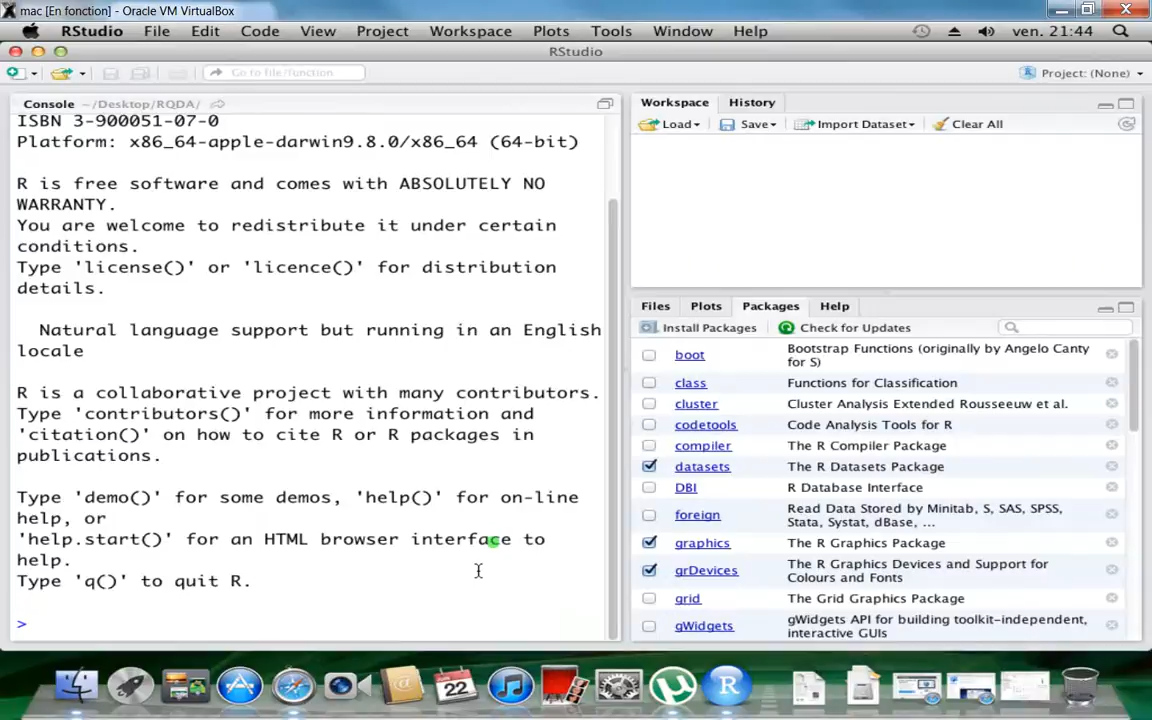 mac [En fonction] - Oracle VM VirtualBox
RStudio File Edit Code View Project Workspace Plots Tools Window Help ven. 21:44
RStudio
Go to file/function Project: (None)
Console ~/Desktop/RQDA/
ISBN 3-900051-07-0
Platform: x86_64-apple-darwin9.8.0/x86_64 (64-bit)
R is free software and comes with ABSOLUTELY NO
WARRANTY.
You are welcome to redistribute it under certain
conditions.
Type 'license()' or 'licence()' for distribution
details.
Natural language support but running in an English
locale
R is a collaborative project with many contributors.
Type 'contributors()' for more information and
'citation()' on how to cite R or R packages in
publications.
Type 'demo()' for some demos, 'help()' for on-line
help, or
'help.start()' for an HTML browser interface to
help.
Type 'q()' to quit R.
>
Workspace History
Load Save Import Dataset Clear All
Files Plots Packages Help
Install Packages Check for Updates
boot Bootstrap Functions (originally by Angelo Canty
for S)
class Functions for Classification
cluster Cluster Analysis Extended Rousseeuw et al.
codetools Code Analysis Tools for R
compiler The R Compiler Package
datasets The R Datasets Package
DBI R Database Interface
foreign Read Data Stored by Minitab, S, SAS, SPSS,
Stata, Systat, dBase, ...
graphics The R Graphics Package
grDevices The R Graphics Devices and Support for
Colours and Fonts
grid The Grid Graphics Package
gWidgets gWidgets API for building toolkit-independent,
interactive GUIs
22
R